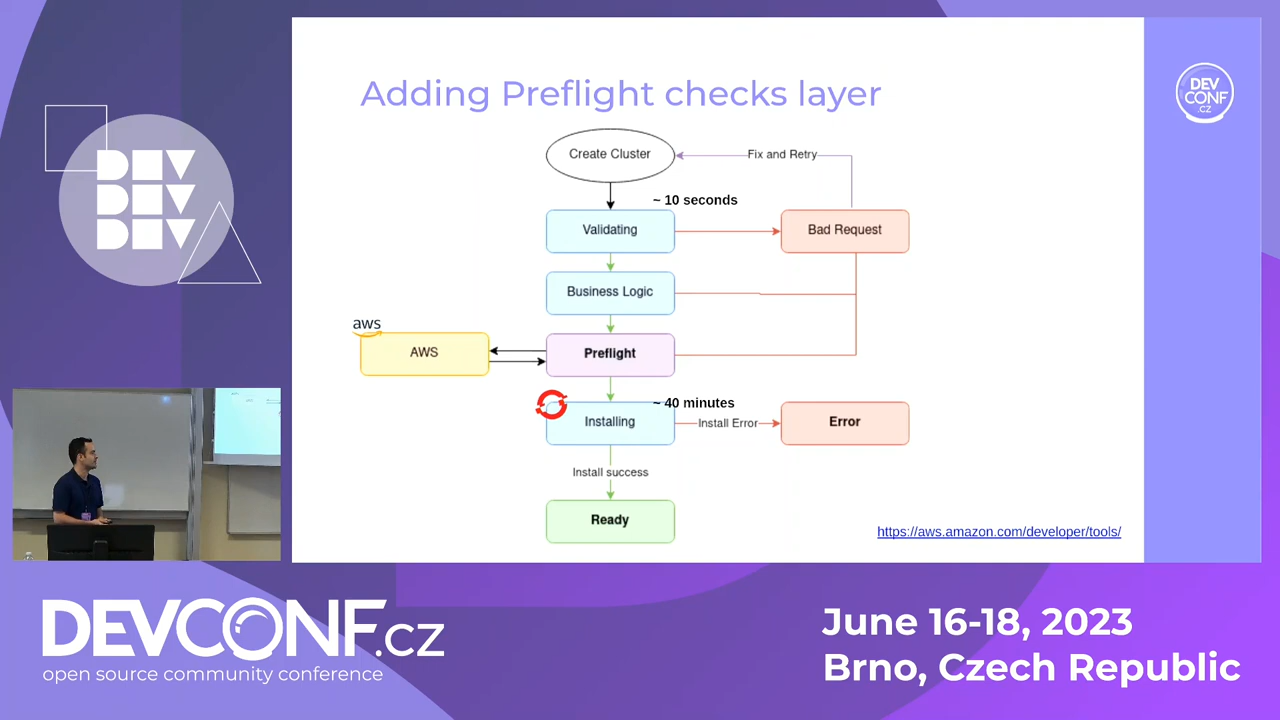 Adding Preflight checks layer
DEV
CONF
.CZ
DEV
DEV
DEV
Create Cluster
Fix and Retry
~ 10 seconds
Validating
Bad Request
Business Logic
aws
AWS
Preflight
~ 40 minutes
Installing
Install Error
Error
Install success
Ready
https://aws.amazon.com/developer/tools/
DEVCONF.cz
open source community conference
June 16-18, 2023
Brno, Czech Republic